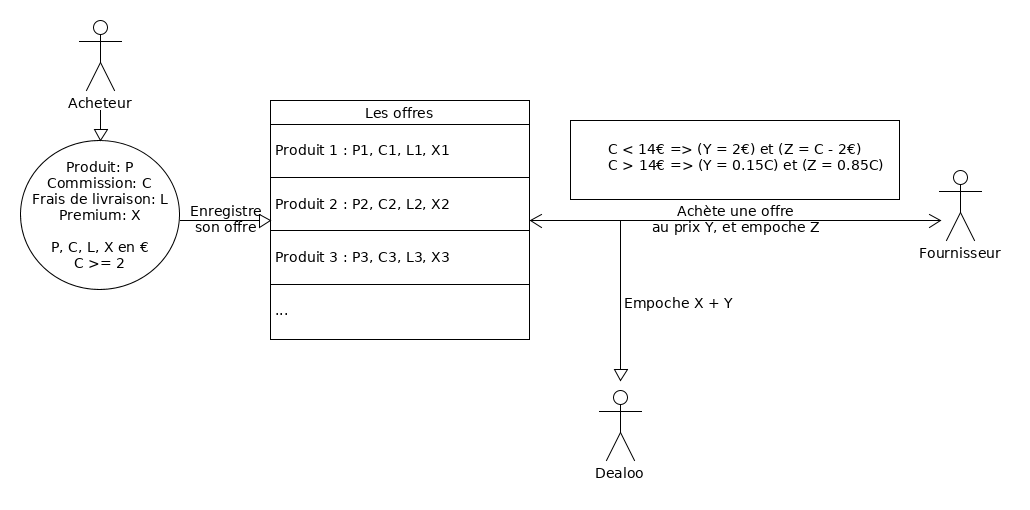 Acheteur
Produit: P
Commission: C
Frais de livraison: L
Premium: X
P, C, L, X en €
C >= 2
Enregistre
son offre
Les offres
Produit 1 : P1, C1, L1, X1
Produit 2 : P2, C2, L2, X2
Produit 3 : P3, C3, L3, X3
...
C < 14€ => (Y = 2€) et (Z = C - 2€)
C > 14€ => (Y = 0.15C) et (Z = 0.85C)
Achète une offre
au prix Y, et empoche Z
Fournisseur
Empoche X + Y
Dealoo